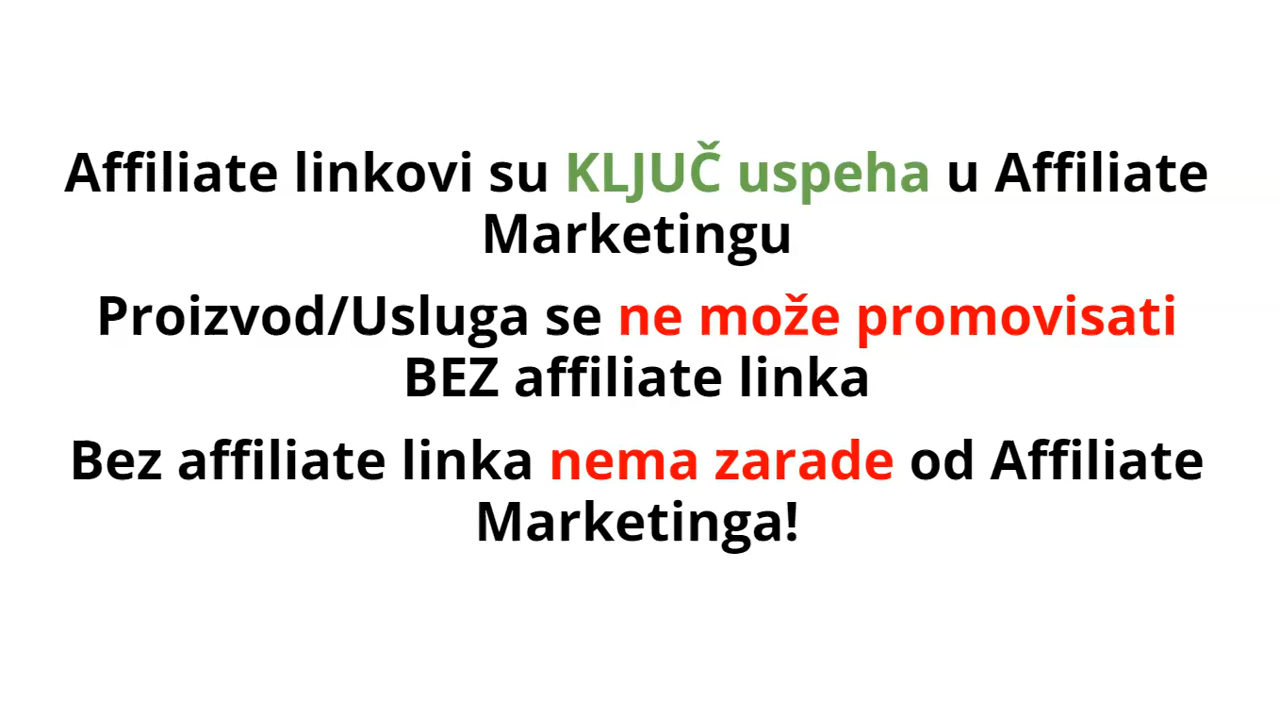 Affiliate linkovi su KLJUČ uspeha u Affiliate
Marketingu
Proizvod/Usluga se ne može promovisati
BEZ affiliate linka
Bez affiliate linka nema zarade od Affiliate
Marketinga!